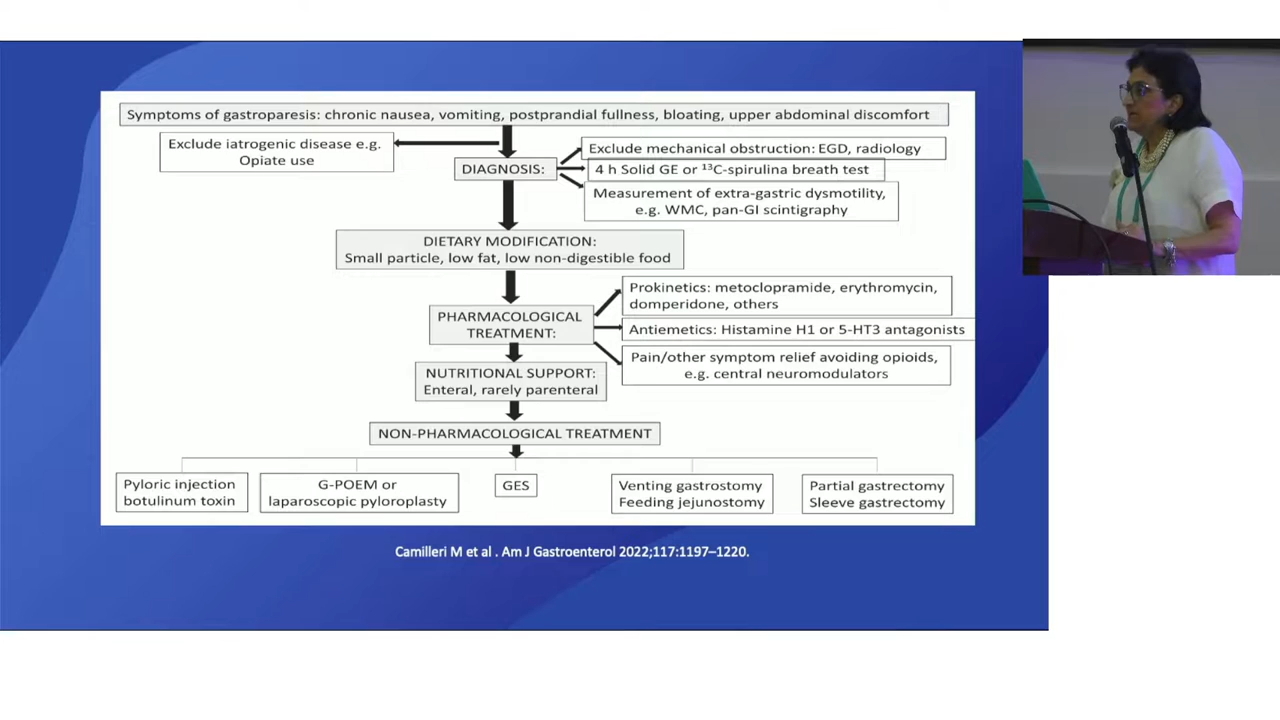 Symptoms of gastroparesis: chronic nausea, vomiting, postprandial fullness, bloating, upper abdominal discomfort
Exclude iatrogenic disease e.g.
Opiate use
DIAGNOSIS:
Exclude mechanical obstruction: EGD, radiology
4 h Solid GE or ¹³C-spirulina breath test
Measurement of extra-gastric dysmotility,
e.g. WMC, pan-GI scintigraphy
DIETARY MODIFICATION:
Small particle, low fat, low non-digestible food
PHARMACOLOGICAL
TREATMENT:
Prokinetics: metoclopramide, erythromycin,
domperidone, others
Antiemetics: Histamine H1 or 5-HT3 antagonists
Pain/other symptom relief avoiding opioids,
e.g. central neuromodulators
NUTRITIONAL SUPPORT:
Enteral, rarely parenteral
NON-PHARMACOLOGICAL TREATMENT
Pyloric injection
botulinum toxin
G-POEM or
laparoscopic pyloroplasty
GES
Venting gastrostomy
Feeding jejunostomy
Partial gastrectomy
Sleeve gastrectomy
Camilleri M et al . Am J Gastroenterol 2022;117:1197–1220.